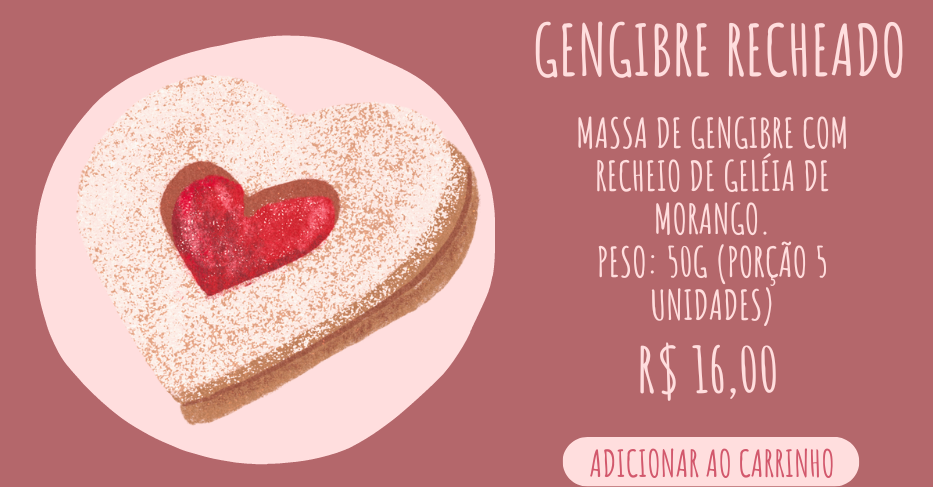 GENGIBRE RECHEADO
MASSA DE GENGIBRE COM
RECHEIO DE GELÉIA DE
MORANGO.
PESO: 50G (PORÇÃO 5
UNIDADES)
R$ 16,00
ADICIONAR AO CARRINHO